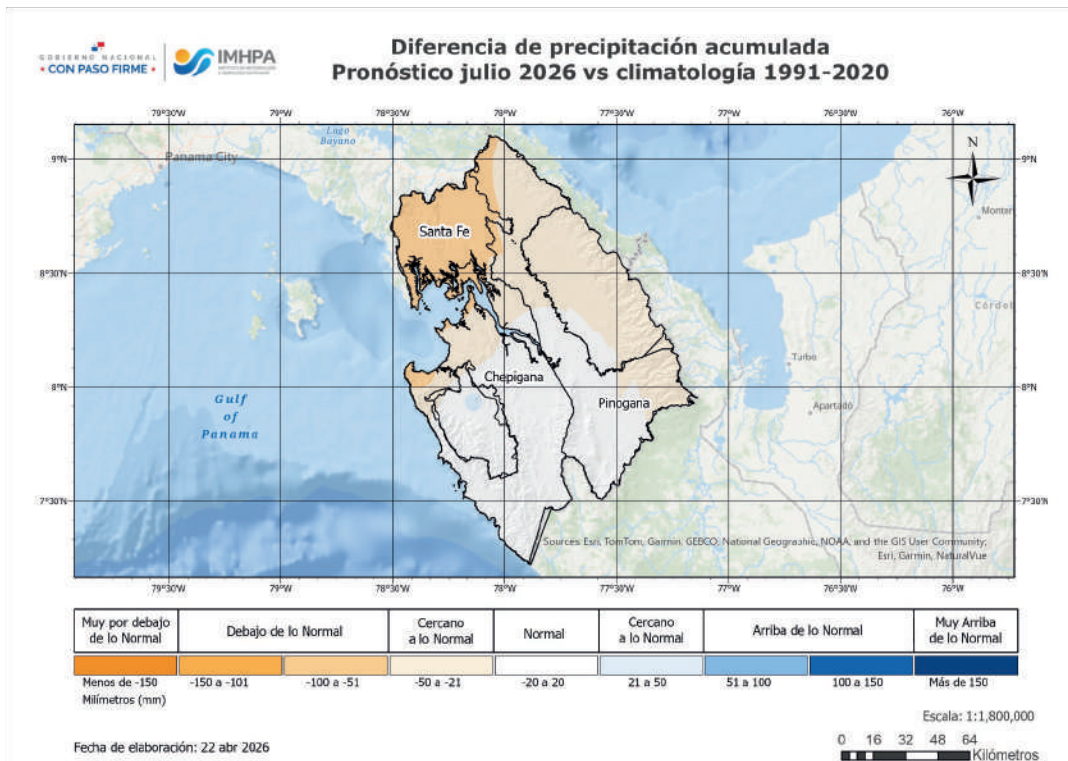 GOBIERNO NACIONAL
• CON PASO FIRME •
IMHPA
Diferencia de precipitación acumulada
Pronóstico julio 2026 vs climatología 1991-2020
79°30'W 79°W 78°30'W 78°W 77°30'W 77°W 76°30'W 76°W
Lago
Bayano
Panama City
9°N 9°N
N
Montar
Santa Fe
8°30'N 8°30'N
Córdo
Turbo
Chepigana
8°N 8°N
Pinogana
Apartadó
Gulf
of
Panama
7°30'N 7°30'N
Sources: Esri, TomTom, Garmin, GEBCO, National Geographic, NOAA, and the GIS User Community;
Esri, Garmin, NaturalVue
79°30'W 79°W 78°30'W 78°W 77°30'W 77°W 76°30'W 76°W
Muy por debajo
de lo Normal
Debajo de lo Normal
Cercano
a lo Normal
Normal
Cercano
a lo Normal
Arriba de lo Normal
Muy Arriba
de lo Normal
Menos de -150 -150 a -101 -100 a -51 -50 a -21 -20 a 20 21 a 50 51 a 100 100 a 150 Más de 150
Milímetros (mm)
Escala: 1:1,800,000
Fecha de elaboración: 22 abr 2026
0 16 32 48 64
Kilómetros